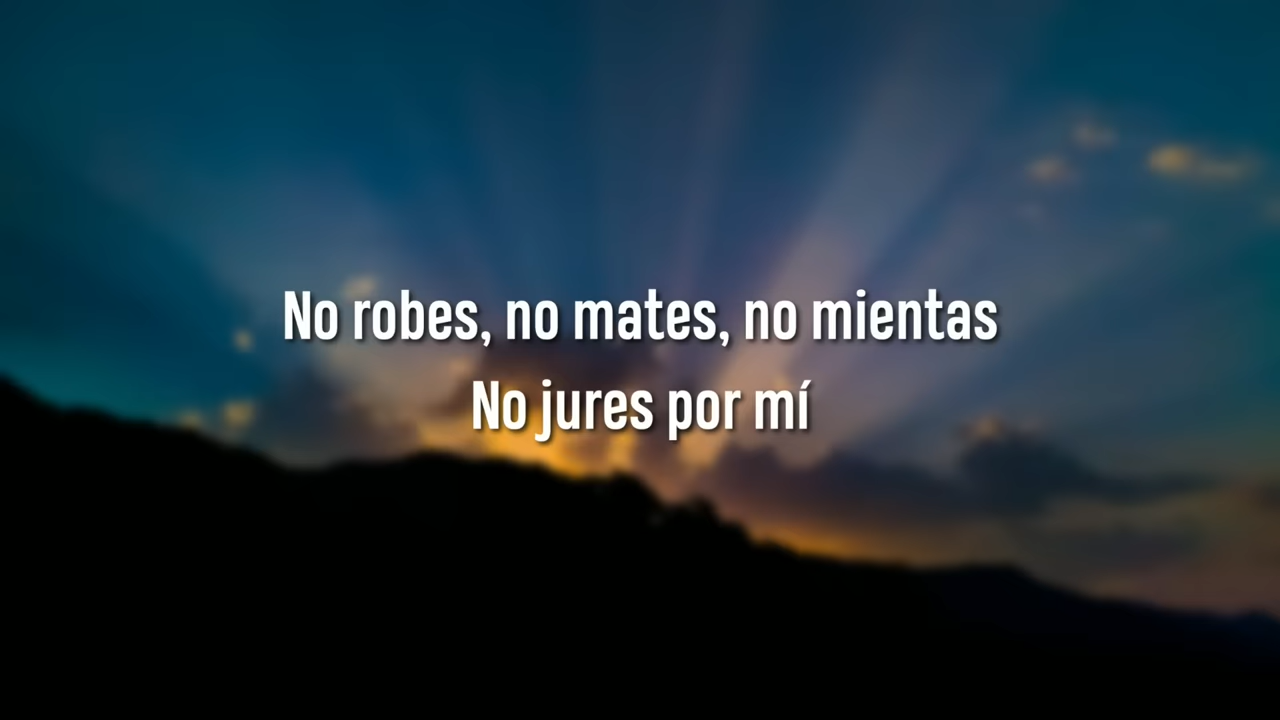 No robes, no mates, no mientas
No jures por mí